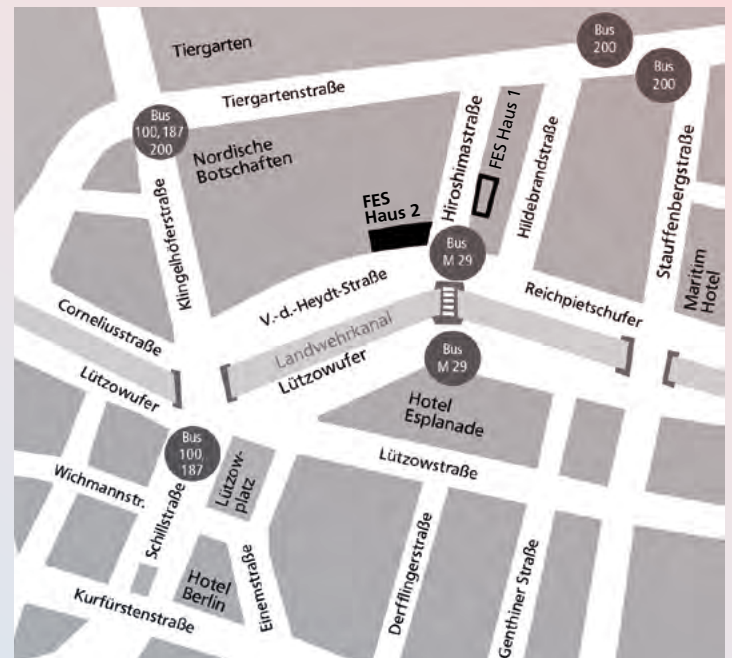 Tiergarten
Bus
200
Bus
200
Tiergartenstraße
Bus
100, 187
200
Nordische
Botschaften
Klingelhöferstraße
FES
Haus 2
Hiroshimastraße
FES Haus 1
Hildebrandstraße
Stauffenbergstraße
Maritim
Hotel
Bus
M 29
V.-d.-Heydt-Straße
Reichpietschufer
Corneliusstraße
Landwehrkanal
Lützowufer
Lützowufer
Bus
M 29
Hotel
Esplanade
Bus
100,
187
Lützow-
platz
Lützowstraße
Wichmannstr.
Schillstraße
Hotel
Berlin
Einemstraße
Derfflingerstraße
Genthiner Straße
Kurfürstenstraße